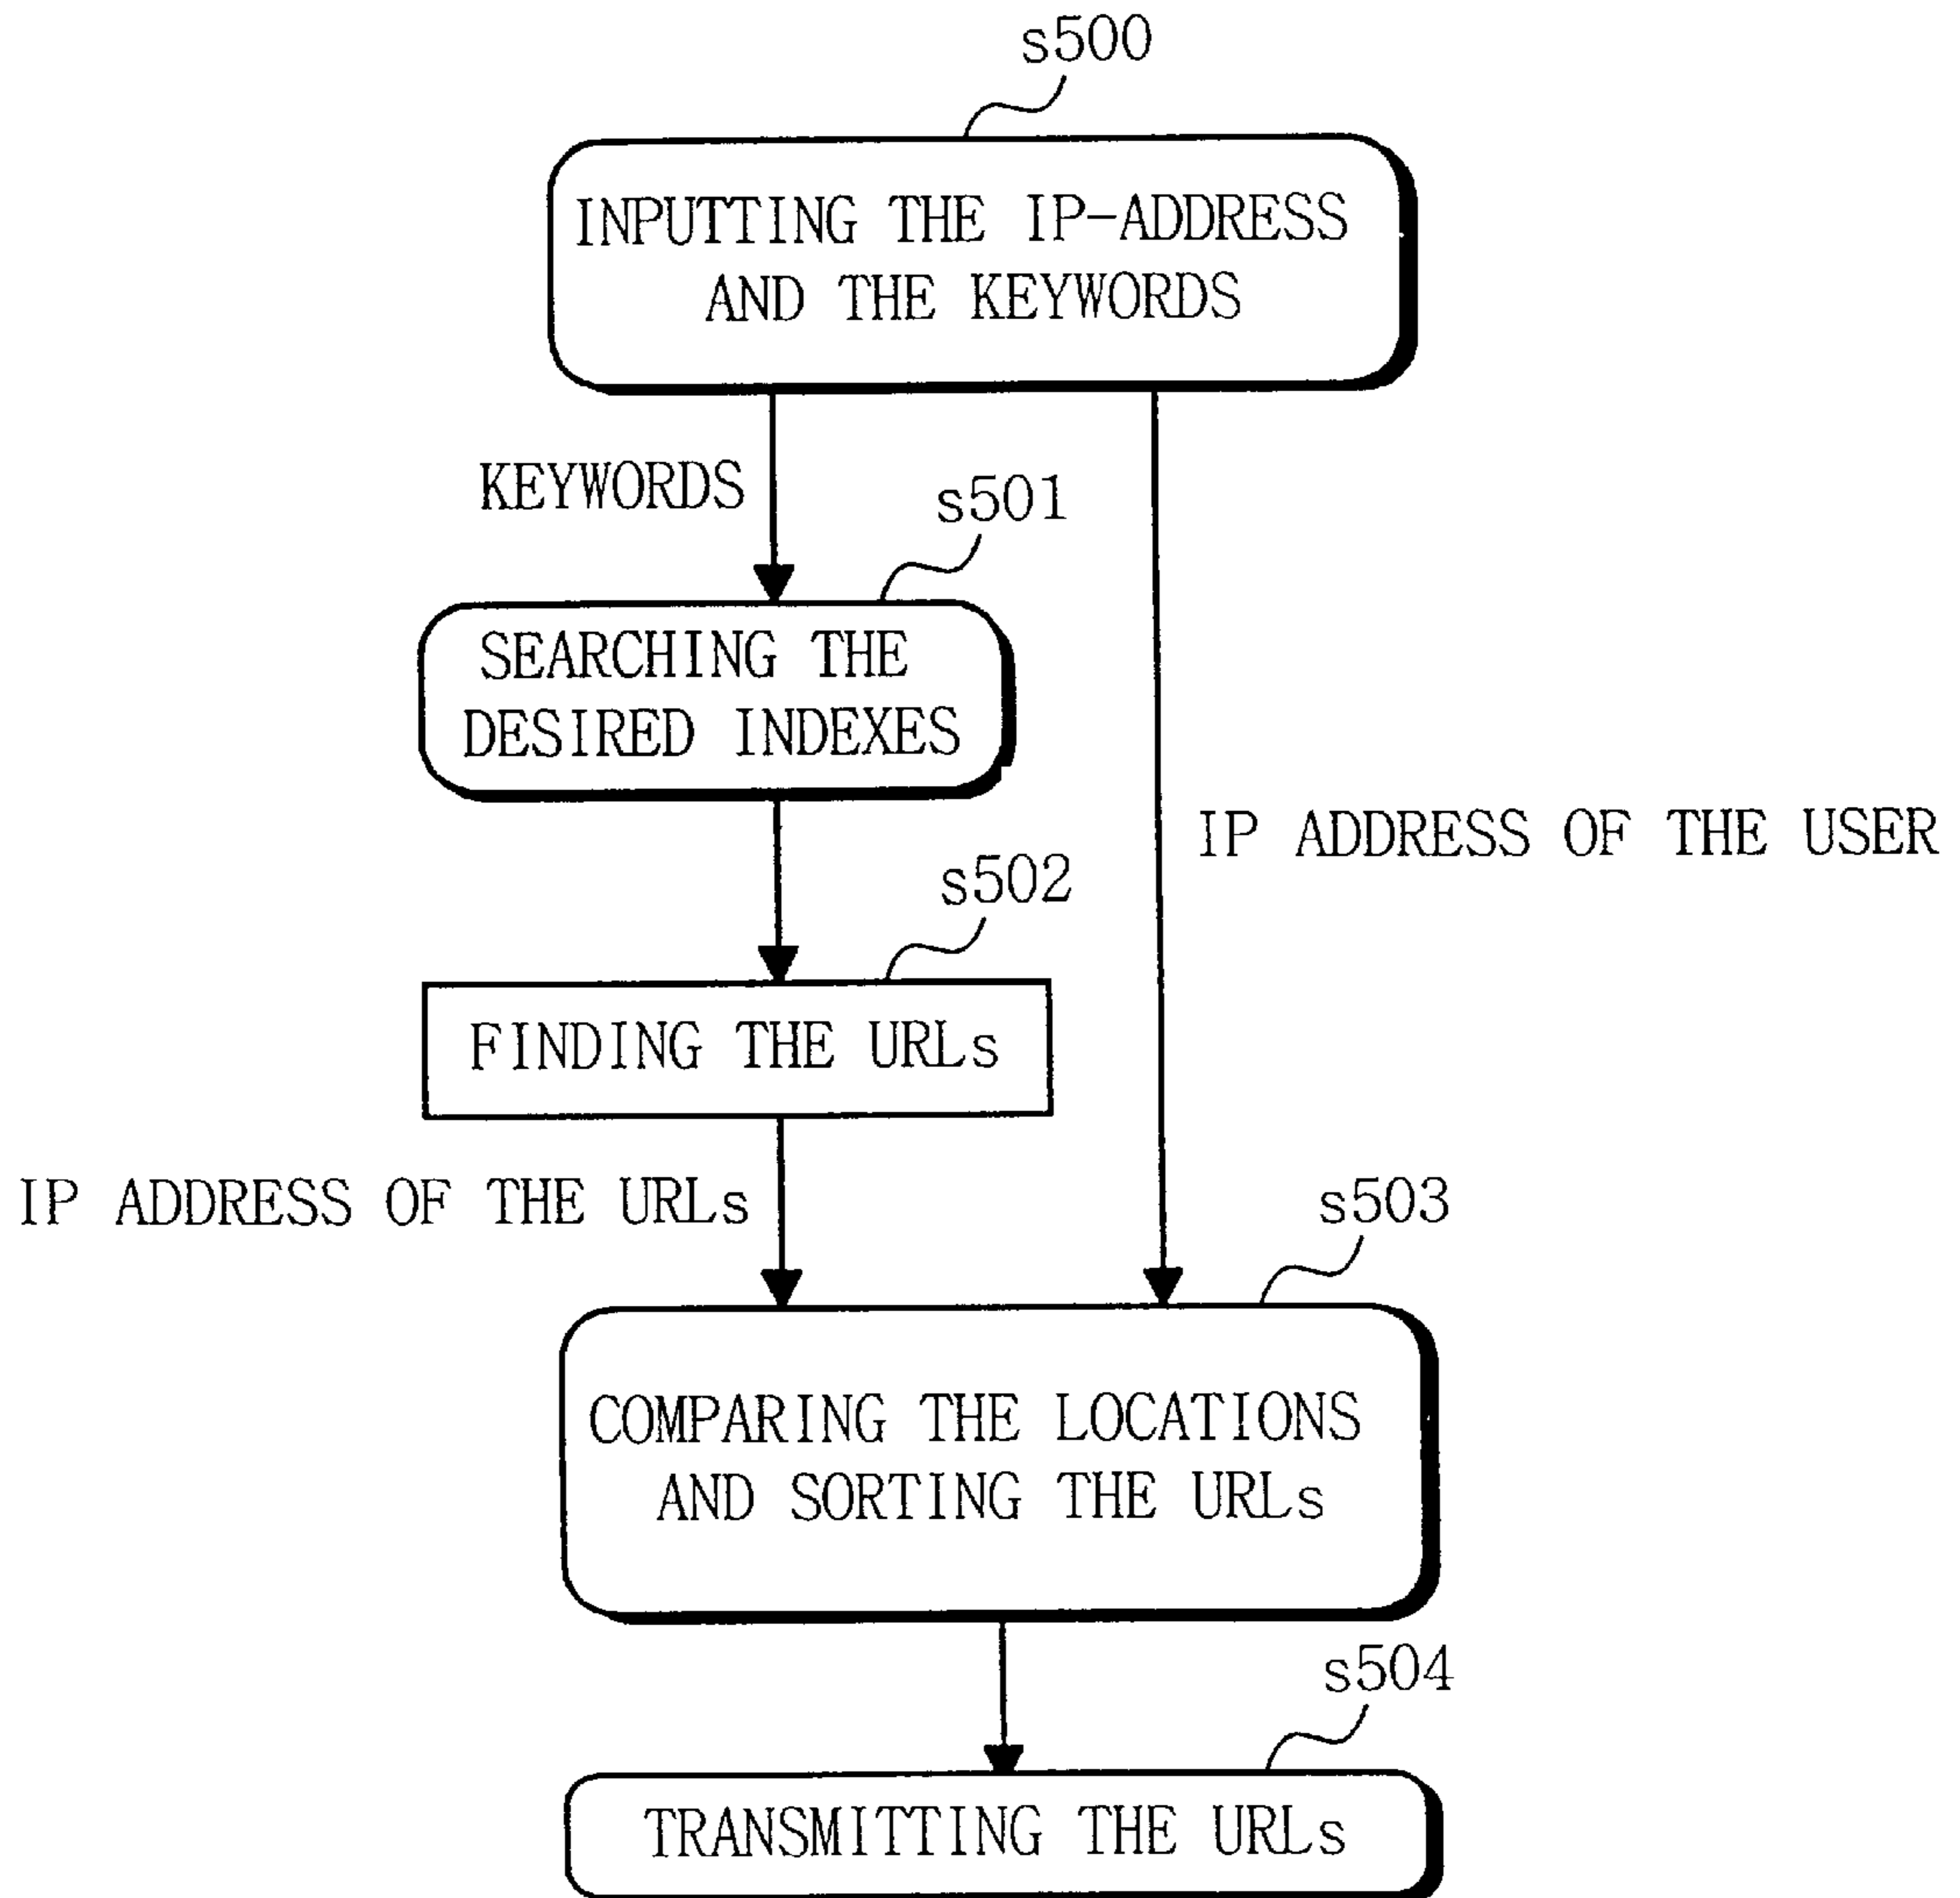 s500
INPUTTING THE IP-ADDRESS
AND THE KEYWORDS
KEYWORDS
s501
SEARCHING THE
DESIRED INDEXES
IP ADDRESS OF THE USER
s502
FINDING THE URLs
IP ADDRESS OF THE URLs
s503
COMPARING THE LOCATIONS
AND SORTING THE URLs
s504
TRANSMITTING THE URLs